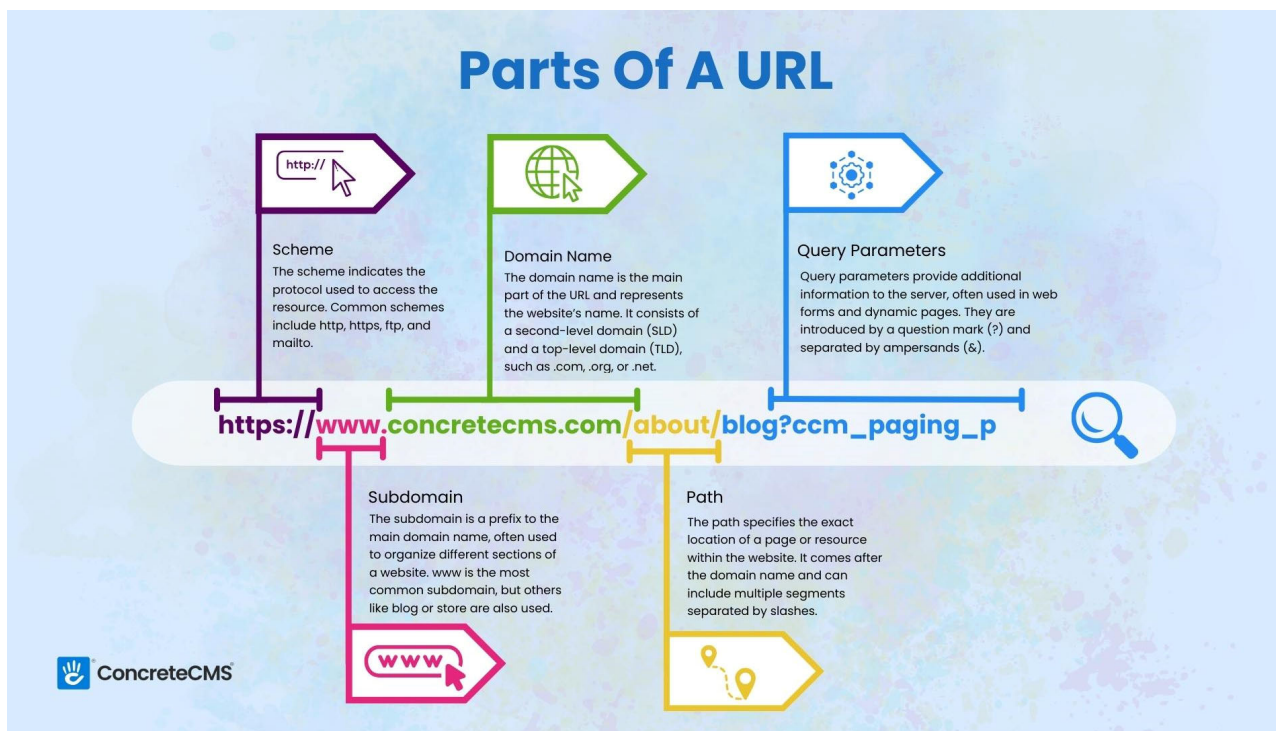 Parts Of A URL
http://
Scheme
The scheme indicates the
protocol used to access the
resource. Common schemes
include http, https, ftp, and
mailto.
Domain Name
The domain name is the main
part of the URL and represents
the website's name. It consists of
a second-level domain (SLD)
and a top-level domain (TLD),
such as .com, .org, or .net.
Query Parameters
Query parameters provide additional
information to the server, often used in web
forms and dynamic pages. They are
introduced by a question mark (?) and
separated by ampersands (&).
https://www.concretecms.com/about/blog?ccm_paging_p
Subdomain
The subdomain is a prefix to the
main domain name, often used
to organize different sections of
a website. www is the most
common subdomain, but others
like blog or store are also used.
www
Path
The path specifies the exact
location of a page or resource
within the website. It comes after
the domain name and can
include multiple segments
separated by slashes.
ConcreteCMS